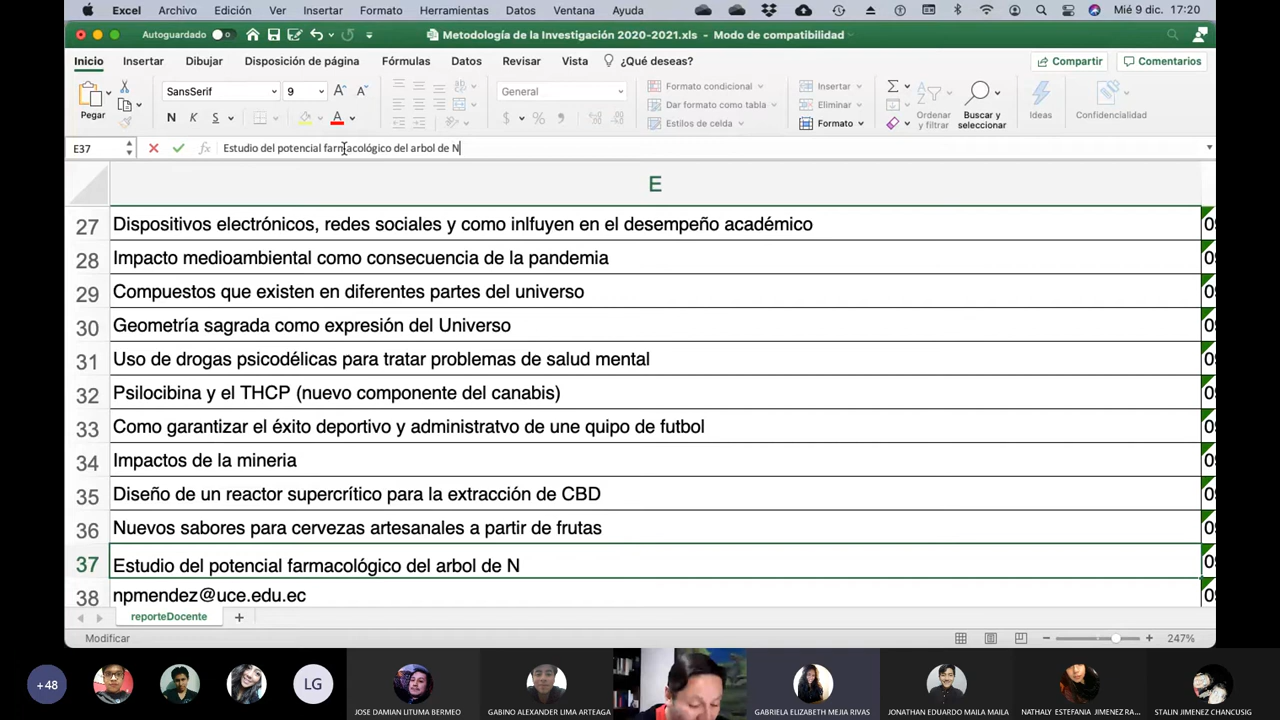 Excel Archivo Edición Ver Insertar Formato Herramientas Datos Ventana Ayuda Mié 9 dic. 17:20
Autoguardado Metodología de la Investigación 2020-2021.xls - Modo de compatibilidad
Inicio Insertar Dibujar Disposición de página Fórmulas Datos Revisar Vista ¿Qué desea? Compartir Comentarios
Pegar SansSerif 9 General Formato condicional Insertar
Dar formato como tabla Eliminar
N K S A Estilos de celda Formato
Ordenar y filtrar Buscar y seleccionar Ideas Confidencialidad
E37 fx Estudio del potencial farmacológico del arbol de N
E
27 Dispositivos electrónicos, redes sociales y como inlfuyen en el desempeño académico
28 Impacto medioambiental como consecuencia de la pandemia
29 Compuestos que existen en diferentes partes del universo
30 Geometría sagrada como expresión del Universo
31 Uso de drogas psicodélicas para tratar problemas de salud mental
32 Psilocibina y el THCP (nuevo componente del canabis)
33 Como garantizar el éxito deportivo y administratvo de une quipo de futbol
34 Impactos de la mineria
35 Diseño de un reactor supercrítico para la extracción de CBD
36 Nuevos sabores para cervezas artesanales a partir de frutas
37 Estudio del potencial farmacológico del arbol de N
38 npmendez@uce.edu.ec
reporteDocente
Modificar 247%
+48 LG
JOSE DAMIAN LITUMA BERMEO GABINO ALEXANDER LIMA ARTEAGA GABRIELA ELIZABETH MEJIA RIVAS JONATHAN EDUARDO MAILA MAILA NATHALY ESTEFANIA JIMENEZ RA... STALIN JIMENEZ CHANCUSIG